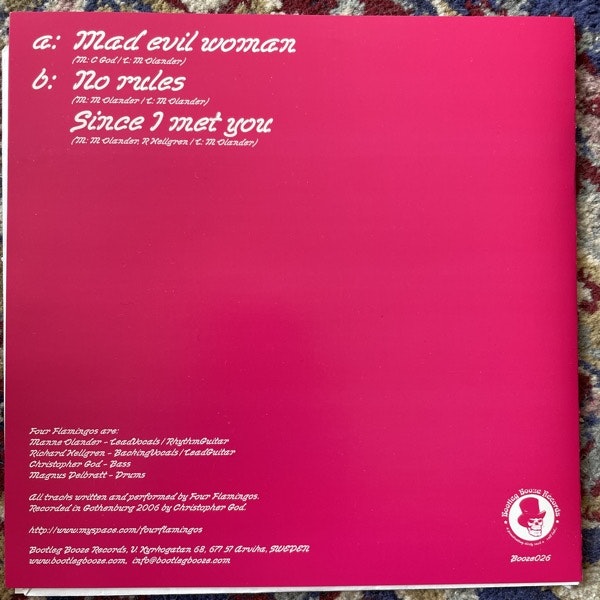 a: Mad evil woman
(M: C God / L: M Olander)
b: No rules
(M: M Olander / L: M Olander)
Since I met you
(M: M Olander, R Hellgren / L: M Olander)
Four Flamingos are:
Manne Olander - LeadVocals / RhythmGuitar
Richard Hellgren - BackingVocals / LeadGuitar
Christopher God - Bass
Magnus Delbratt - Drums
All tracks written and performed by Four Flamingos.
Recorded in Gothenburg 2006 by Christopher God.
http://www.myspace.com/fourflamingos
Bootleg Booze Records, V. Kyrkogatan 68, 671 31 Arvika, SWEDEN
www.bootlegbooze.com, info@bootlegbooze.com
Bootleg Booze Records
Booze026